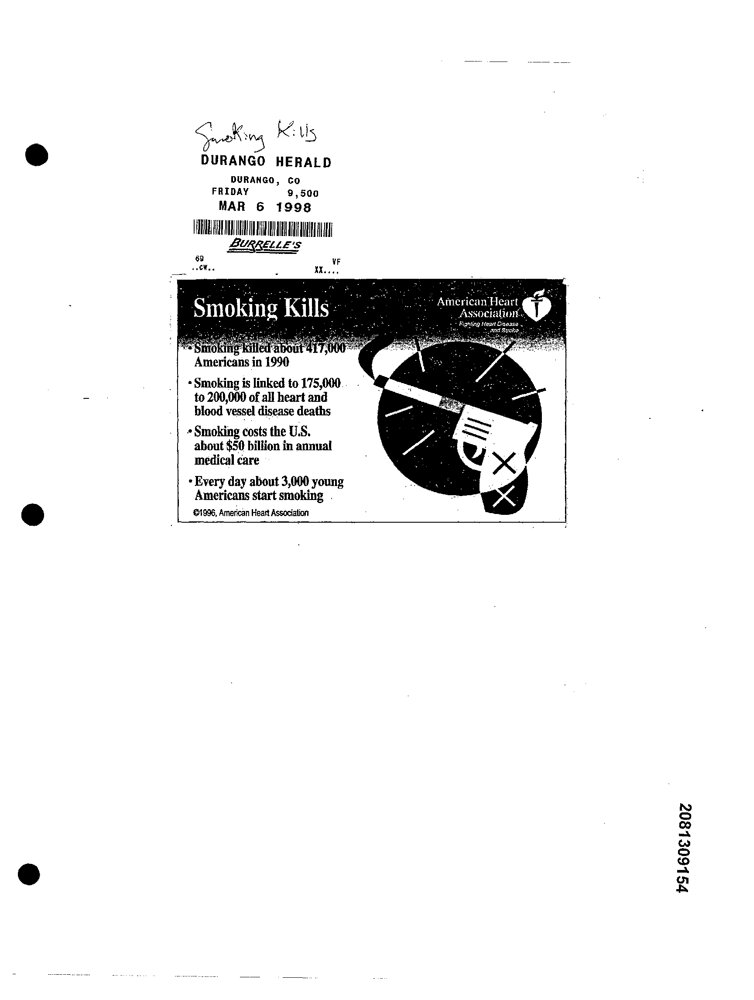 Smoking Kills
DURANGO HERALD
DURANGO, CO
FRIDAY 9,500
MAR 6 1998
BURRELLE'S
69 VF
..CW.. XX....
Smoking Kills
American Heart
Association
Fighting Heart Disease
and Stroke
• Smoking killed about 417,000
Americans in 1990
• Smoking is linked to 175,000
to 200,000 of all heart and
blood vessel disease deaths
• Smoking costs the U.S.
about $50 billion in annual
medical care
• Every day about 3,000 young
Americans start smoking
©1996, American Heart Association
2081309154